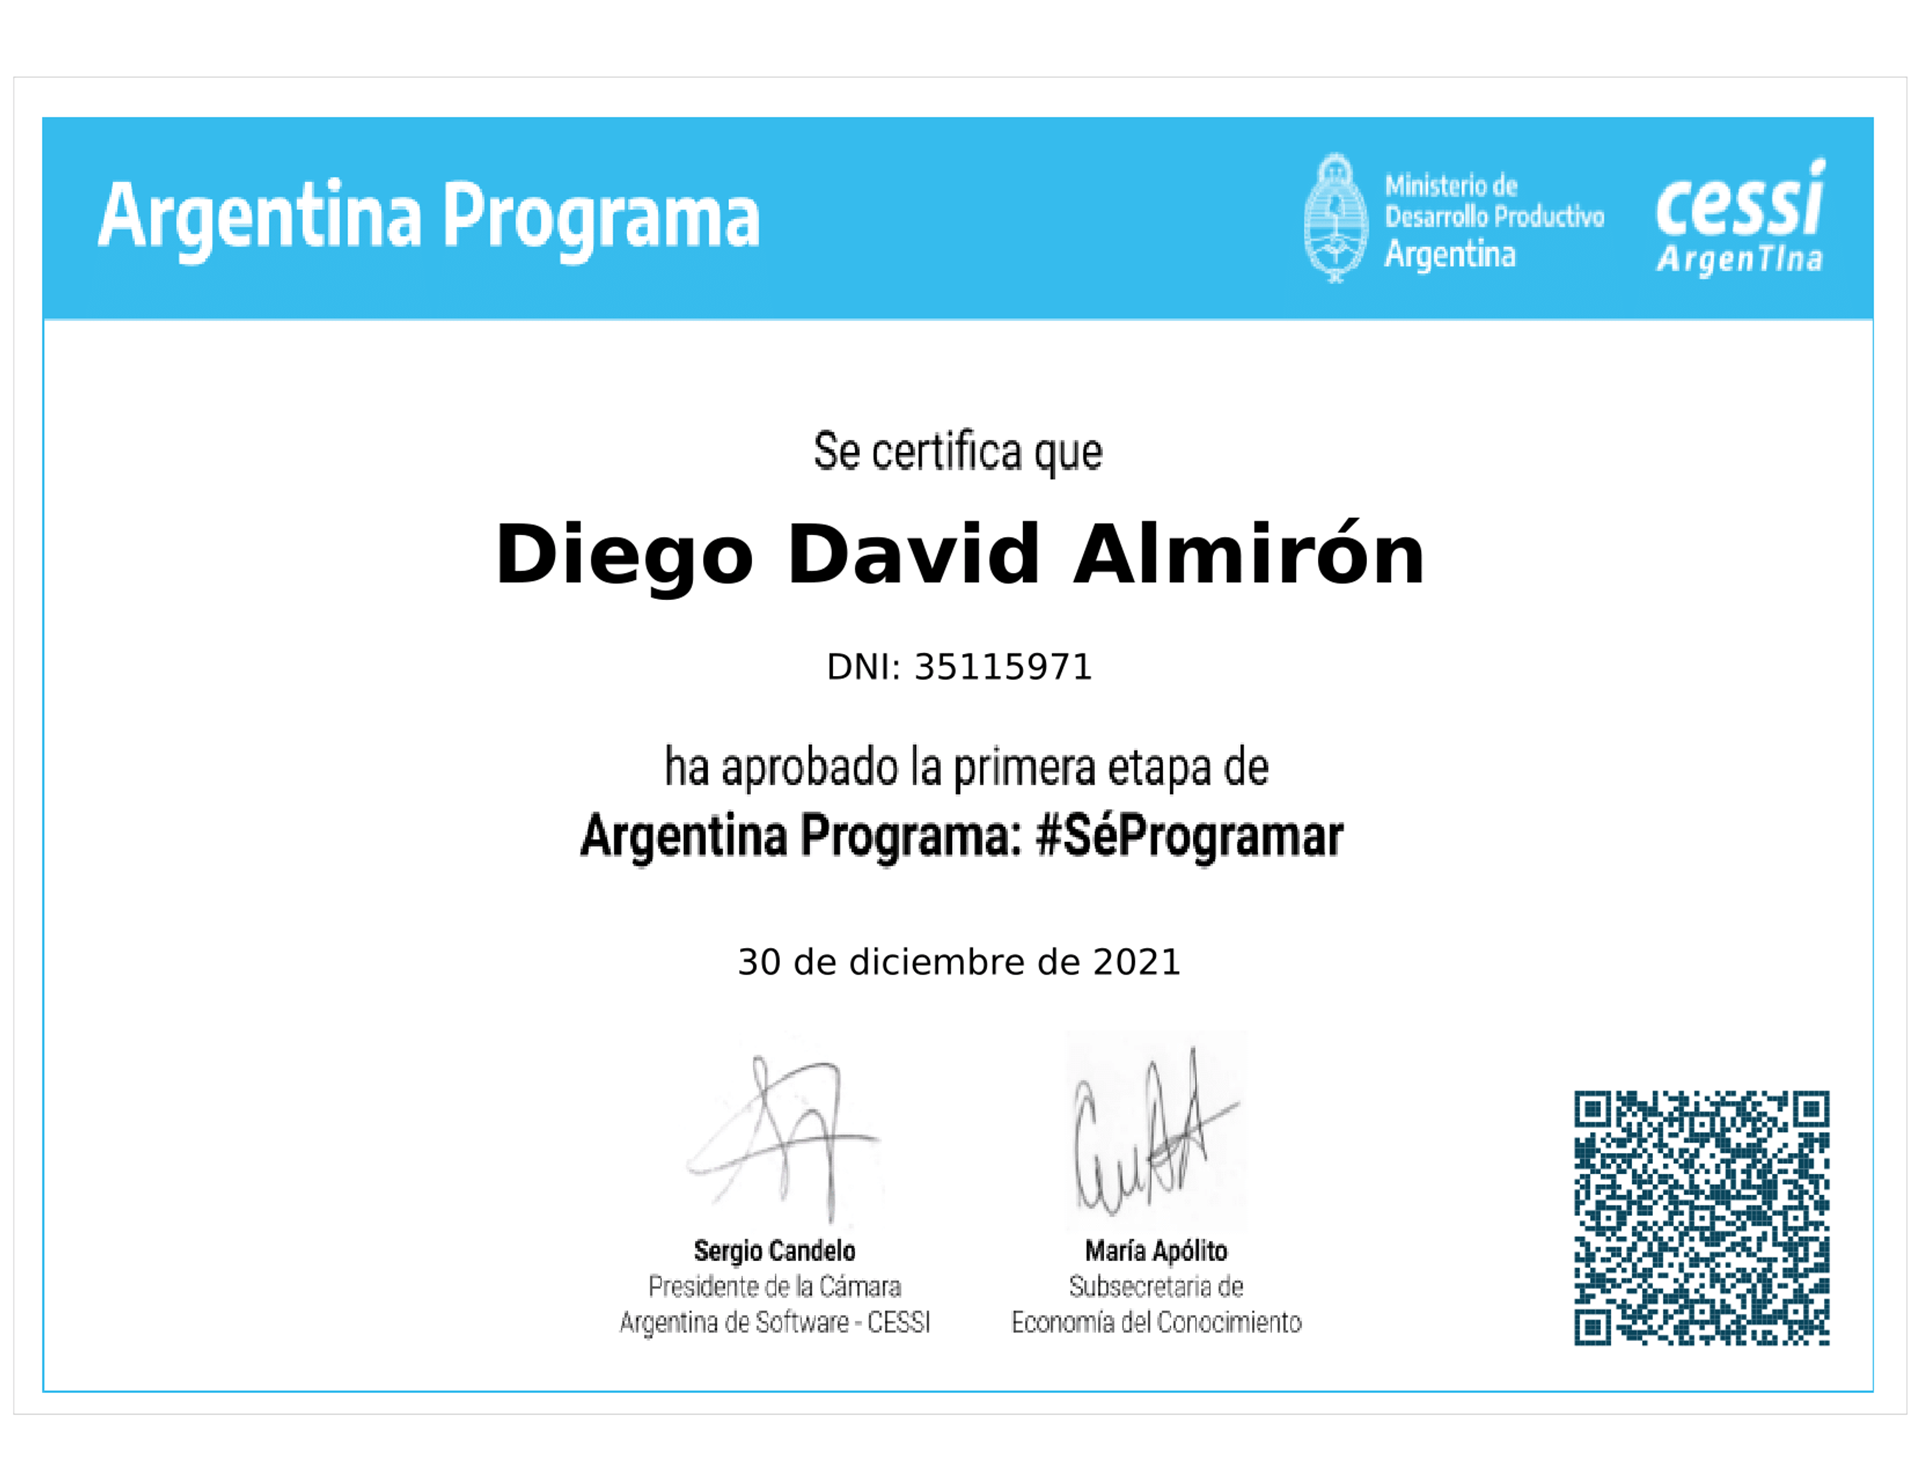 Argentina Programa
Ministerio de
Desarrollo Productivo
Argentina
cessi
ArgenTIna
Se certifica que
Diego David Almirón
DNI: 35115971
ha aprobado la primera etapa de
Argentina Programa: #SéProgramar
30 de diciembre de 2021
Sergio Candelo
Presidente de la Cámara
Argentina de Software - CESSI
María Apólito
Subsecretaria de
Economía del Conocimiento